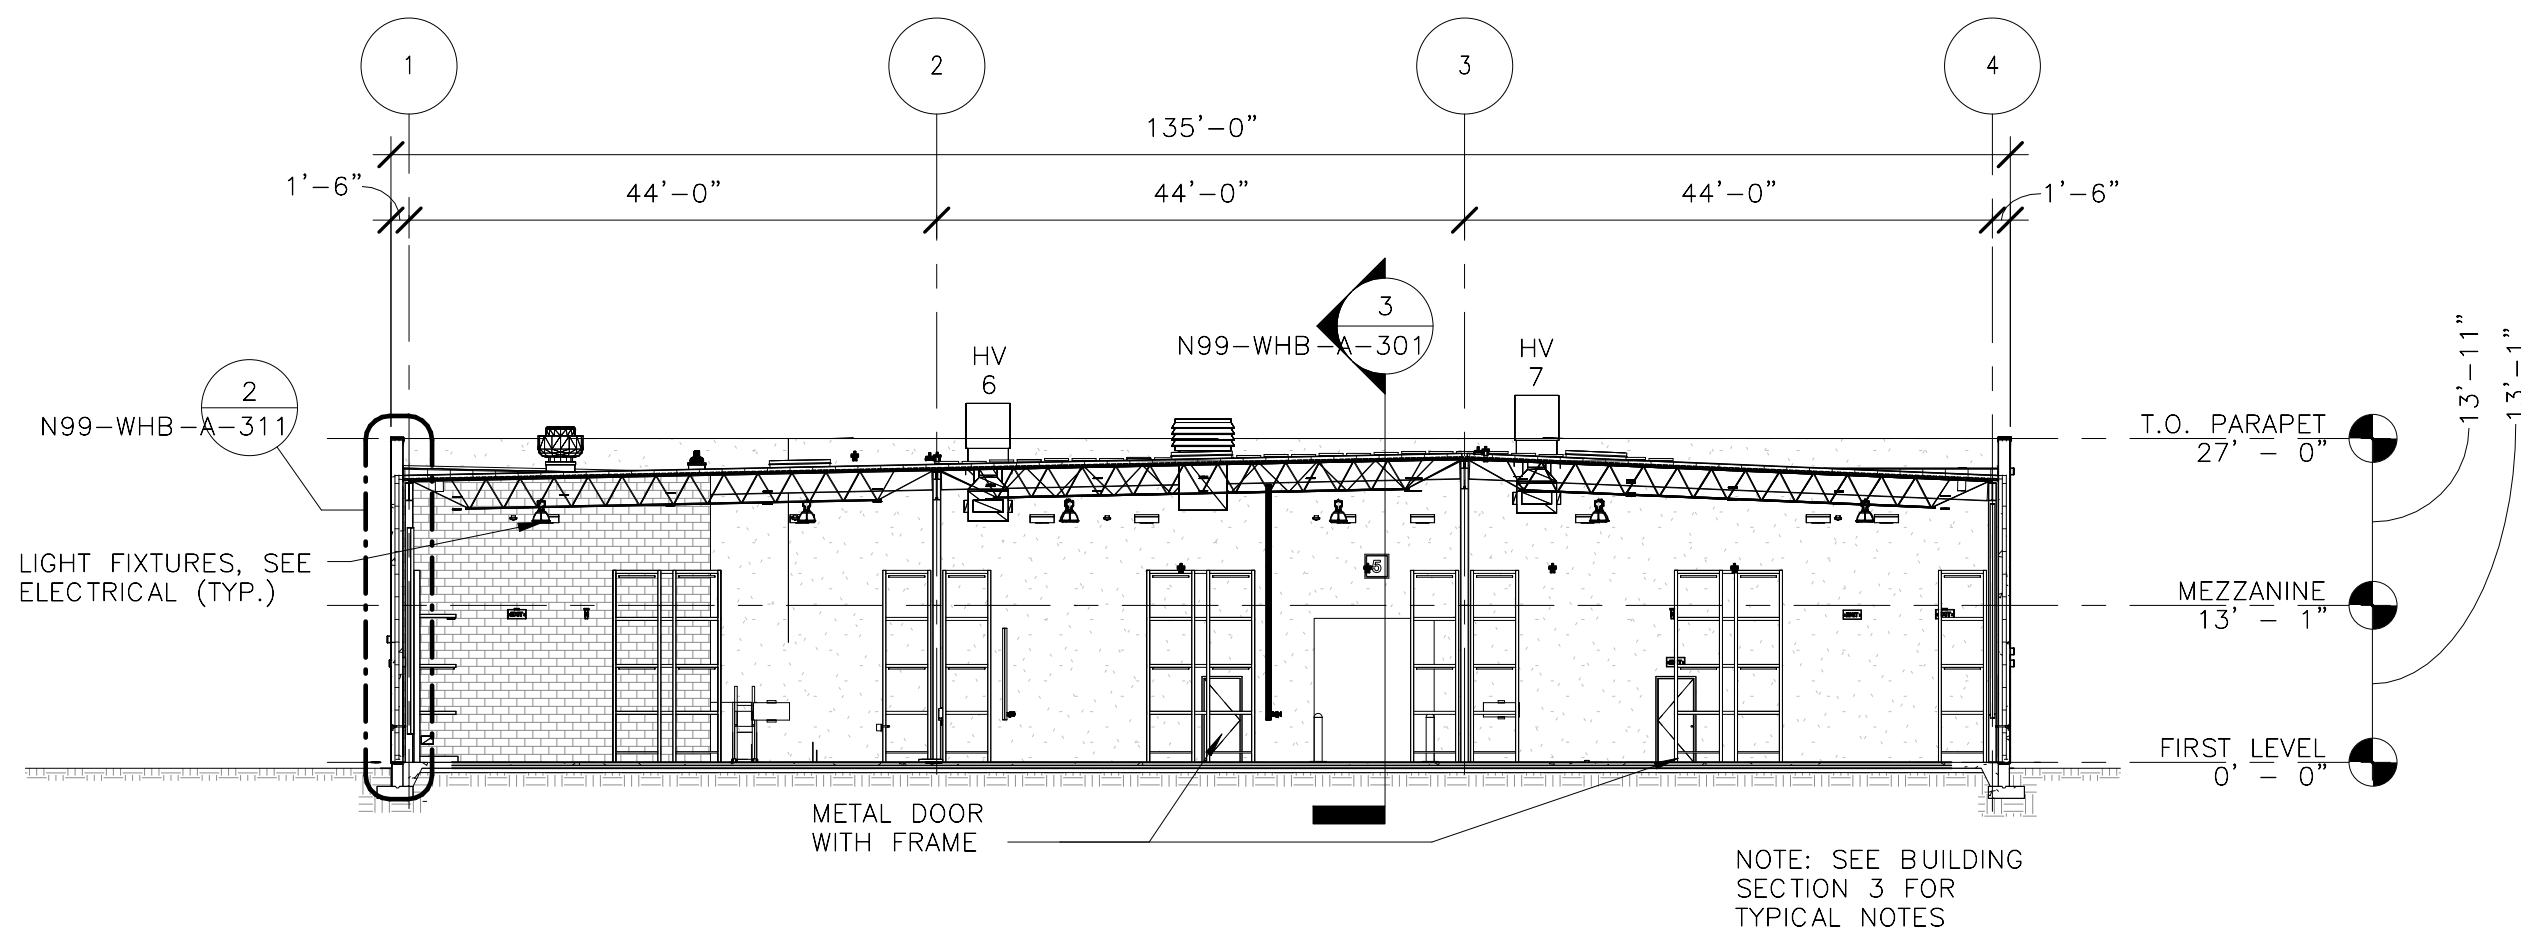 1 2 3 4
135'-0"
1'-6" 44'-0" 44'-0" 44'-0" 1'-6"
3
N99-WHB-A-301
HV
6
HV
7
2
N99-WHB-A-311
13'-11"
13'-1"
T.O. PARAPET
27' - 0"
LIGHT FIXTURES, SEE
ELECTRICAL (TYP.)
5
MEZZANINE
13' - 1"
FIRST LEVEL
0' - 0"
METAL DOOR
WITH FRAME
NOTE: SEE BUILDING
SECTION 3 FOR
TYPICAL NOTES